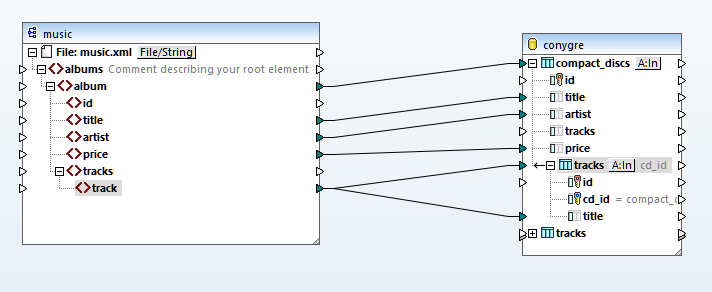 music
File: music.xml File/String
albums Comment describing your root element
album
id
title
artist
price
tracks
track
conygre
compact_discs A:In
id
title
artist
tracks
price
tracks A:In cd_id
id
cd_id = compact_
title
tracks